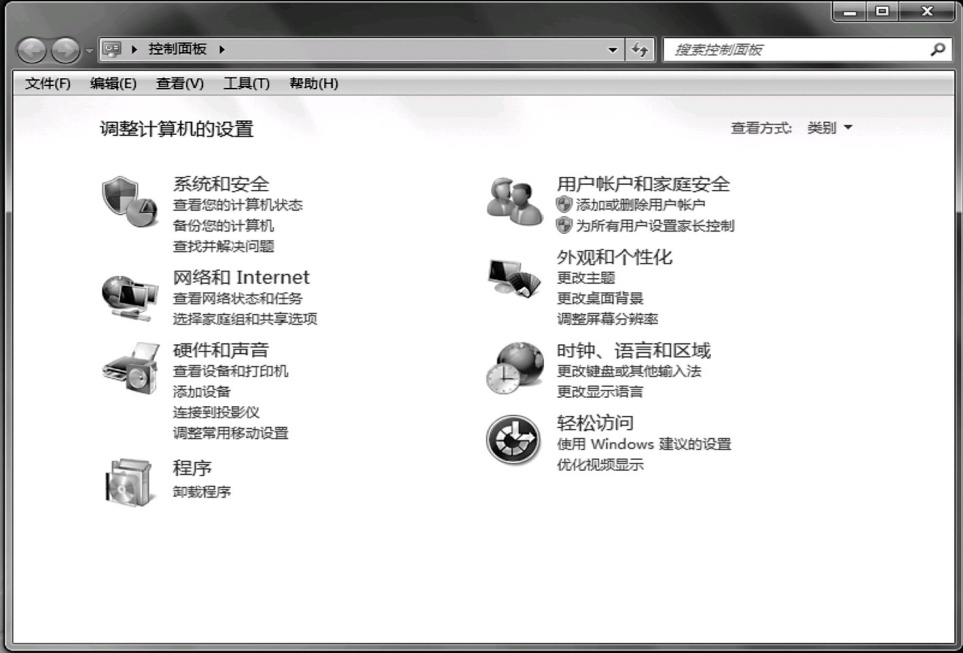 控制面板
搜索控制面板
文件(F) 编辑(E) 查看(V) 工具(T) 帮助(H)
调整计算机的设置
查看方式: 类别
系统和安全
查看您的计算机状态
备份您的计算机
查找并解决问题
网络和 Internet
查看网络状态和任务
选择家庭组和共享选项
硬件和声音
查看设备和打印机
添加设备
连接到投影仪
调整常用移动设置
程序
卸载程序
用户帐户和家庭安全
添加或删除用户帐户
为所有用户设置家长控制
外观和个性化
更改主题
更改桌面背景
调整屏幕分辨率
时钟、语言和区域
更改键盘或其他输入法
更改显示语言
轻松访问
使用 Windows 建议的设置
优化视频显示